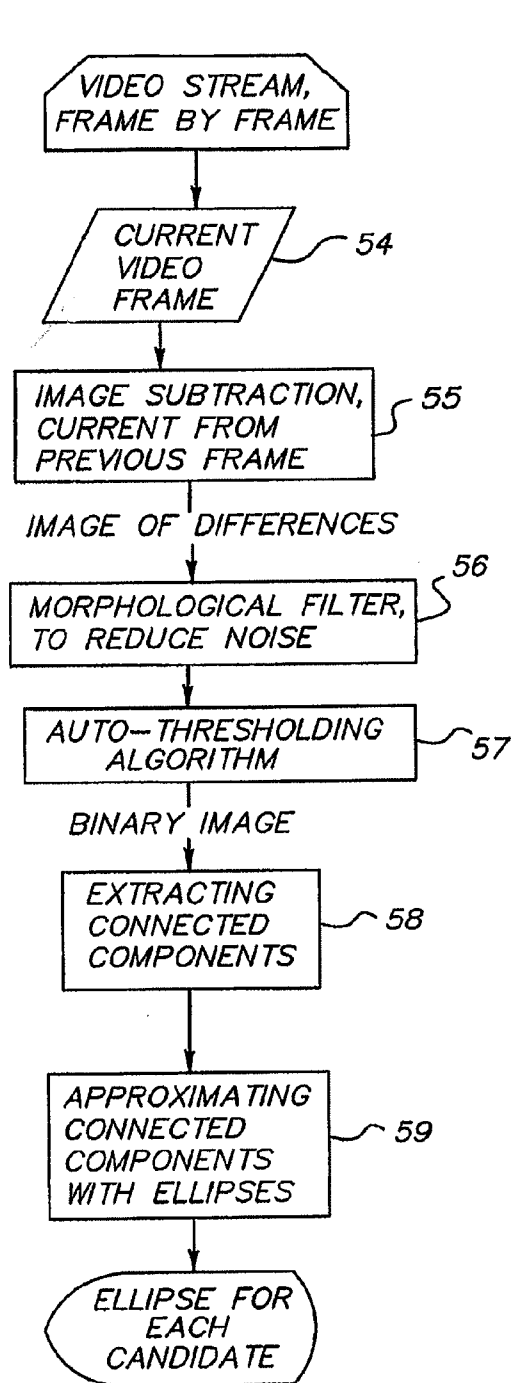 VIDEO STREAM,
FRAME BY FRAME
CURRENT
VIDEO
FRAME
54
IMAGE SUBTRACTION,
CURRENT FROM
PREVIOUS FRAME
55
IMAGE OF DIFFERENCES
MORPHOLOGICAL FILTER,
TO REDUCE NOISE
56
AUTO-THRESHOLDING
ALGORITHM
57
BINARY IMAGE
EXTRACTING
CONNECTED
COMPONENTS
58
APPROXIMATING
CONNECTED
COMPONENTS
WITH ELLIPSES
59
ELLIPSE FOR
EACH
CANDIDATE